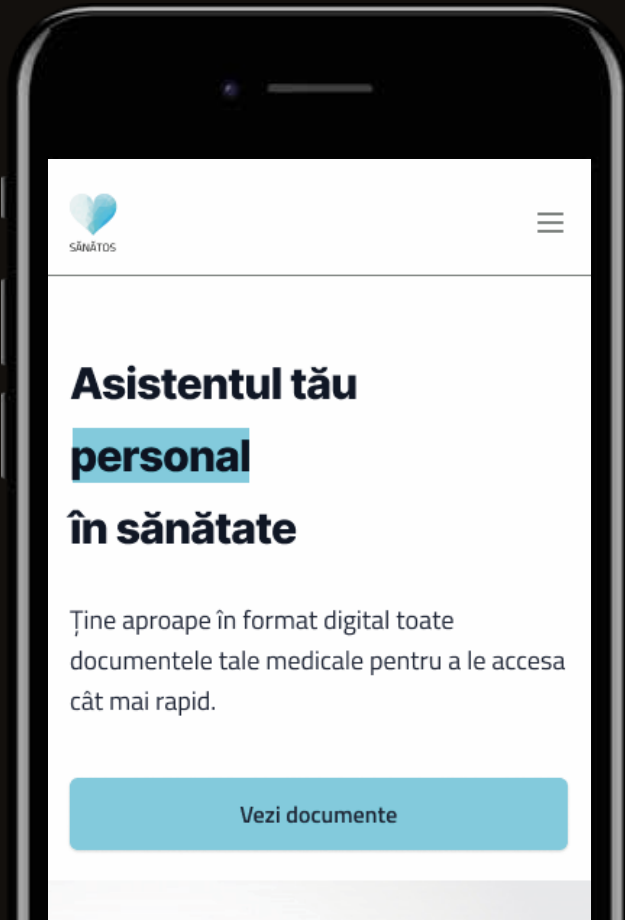 SĂNĂTOS
Asistentul tău
personal
în sănătate
Ține aproape în format digital toate
documentele tale medicale pentru a le accesa
cât mai rapid.
Vezi documente